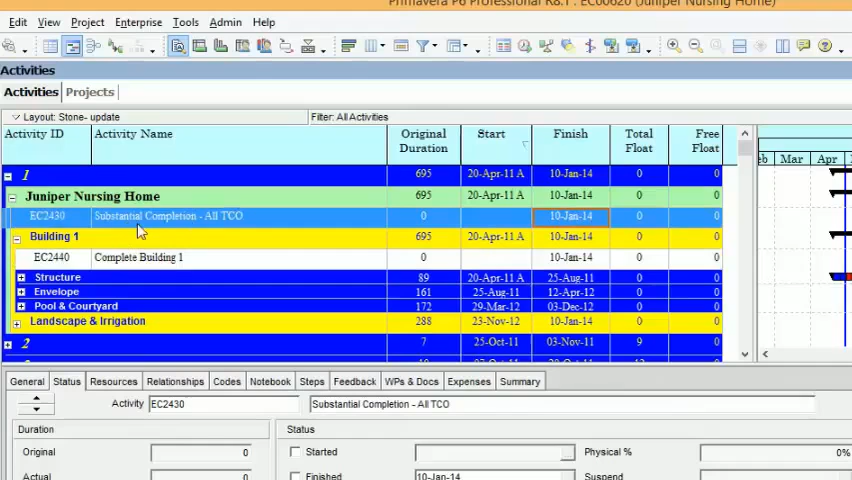 Primavera P6 Professional R8.1 : EC00620 (Juniper Nursing Home)
Edit View Project Enterprise Tools Admin Help
Activities
Activities Projects
Layout: Stone- update Filter: All Activities
Activity ID Activity Name Original Duration Start Finish Total Float Free Float
eb Mar Apr
1 695 20-Apr-11 A 10-Jan-14 0 0
Juniper Nursing Home 695 20-Apr-11 A 10-Jan-14 0 0
EC2430 Substantial Completion - All TCO 0 10-Jan-14 0 0
Building 1 695 20-Apr-11 A 10-Jan-14 0 0
EC2440 Complete Building 1 0 10-Jan-14 0 0
Structure 89 20-Apr-11 A 25-Aug-11 0 0
Envelope 161 25-Aug-11 12-Apr-12 0 0
Pool & Courtyard 172 29-Mar-12 03-Dec-12 0 0
Landscape & Irrigation 288 23-Nov-12 10-Jan-14 0 0
2 7 25-Oct-11 03-Nov-11 9 0
General Status Resources Relationships Codes Notebook Steps Feedback WPs & Docs Expenses Summary
Activity EC2430 Substantial Completion - All TCO
Duration Status
Original 0 Started ... Physical % 0%
Actual 0 Finished 10-Jan-14 Suspend